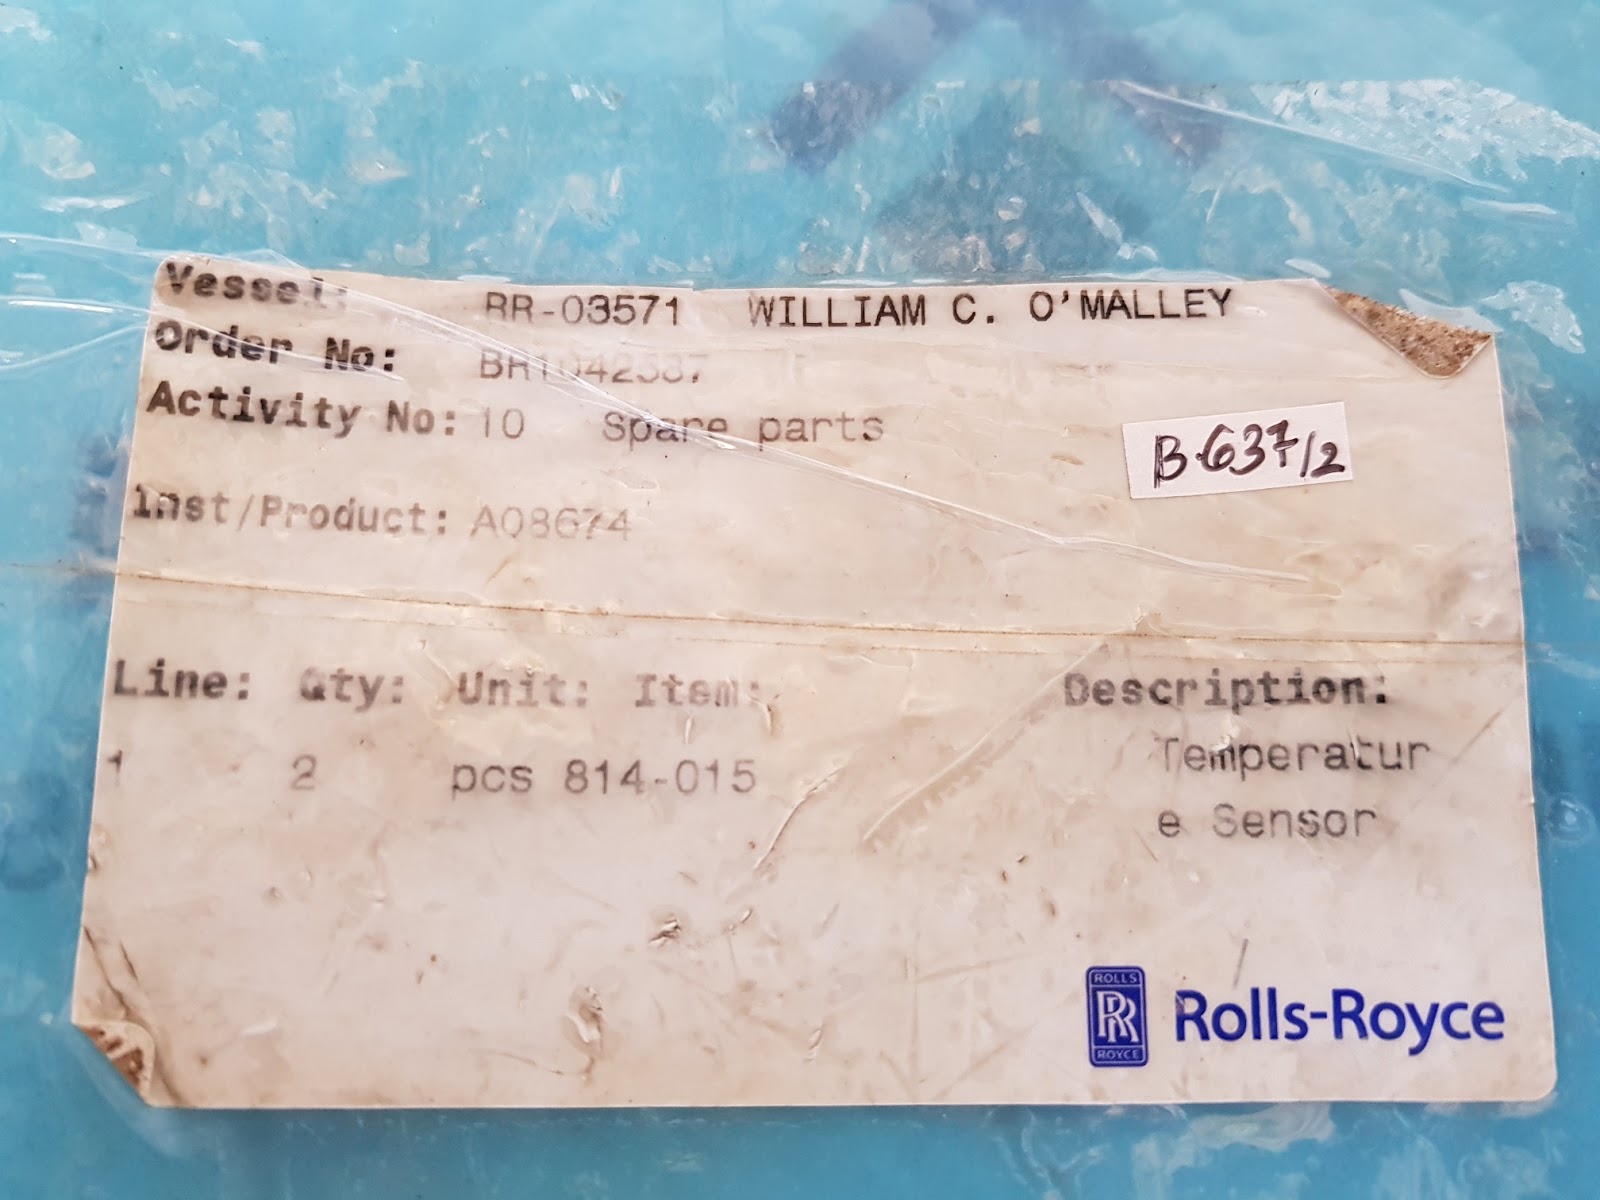 Vessel: RR-03571 WILLIAM C. O'MALLEY
Order No:
Activity No: 10 Spare parts
B-637/2
Inst/Product: A08674
Line: Qty: Unit: Item: Description:
1 2 pcs 814-015 Temperatur
e Sensor
ROLLS
RR
ROYCE
Rolls-Royce